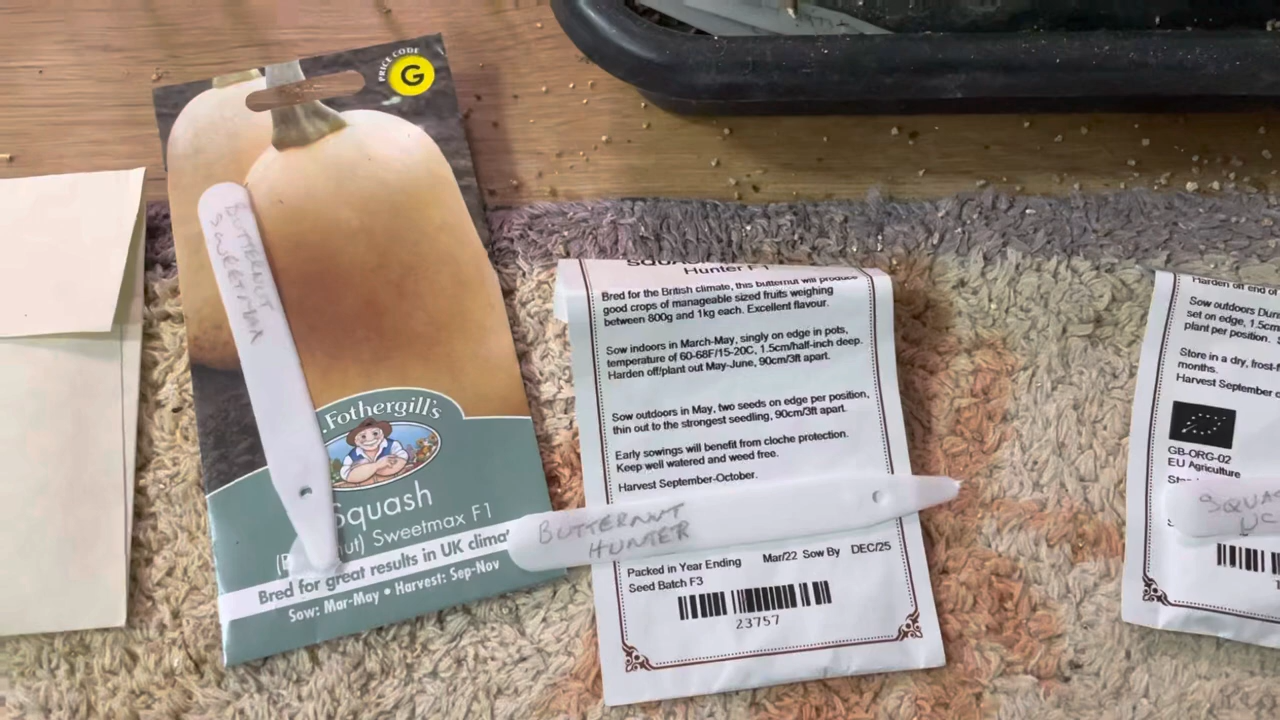 PRICE CODE
G
BUTTERNUT
SWEETMAX
.Fothergill's
Squash
nut) Sweetmax F1
Bred for great results in UK climat
Sow: Mar-May • Harvest: Sep-Nov
Hunter F1
Bred for the British climate, this butternut will produce
good crops of manageable sized fruits weighing
between 800g and 1kg each. Excellent flavour.
Sow indoors in March-May, singly on edge in pots,
temperature of 60-68F/15-20C, 1.5cm/half-inch deep.
Harden off/plant out May-June, 90cm/3ft apart.
Sow outdoors in May, two seeds on edge per position,
thin out to the strongest seedling, 90cm/3ft apart.
Early sowings will benefit from cloche protection.
Keep well watered and weed free.
Harvest September-October.
BUTTERNUT
HUNTER
Packed in Year Ending Mar/22 Sow By DEC/25
Seed Batch F3
23757
Harden off end of
Sow outdoors Durin
set on edge, 1.5cm
plant per position. S
Store in a dry, frost-f
months.
Harvest September o
GB-ORG-02
EU Agriculture
SQUAS
UC